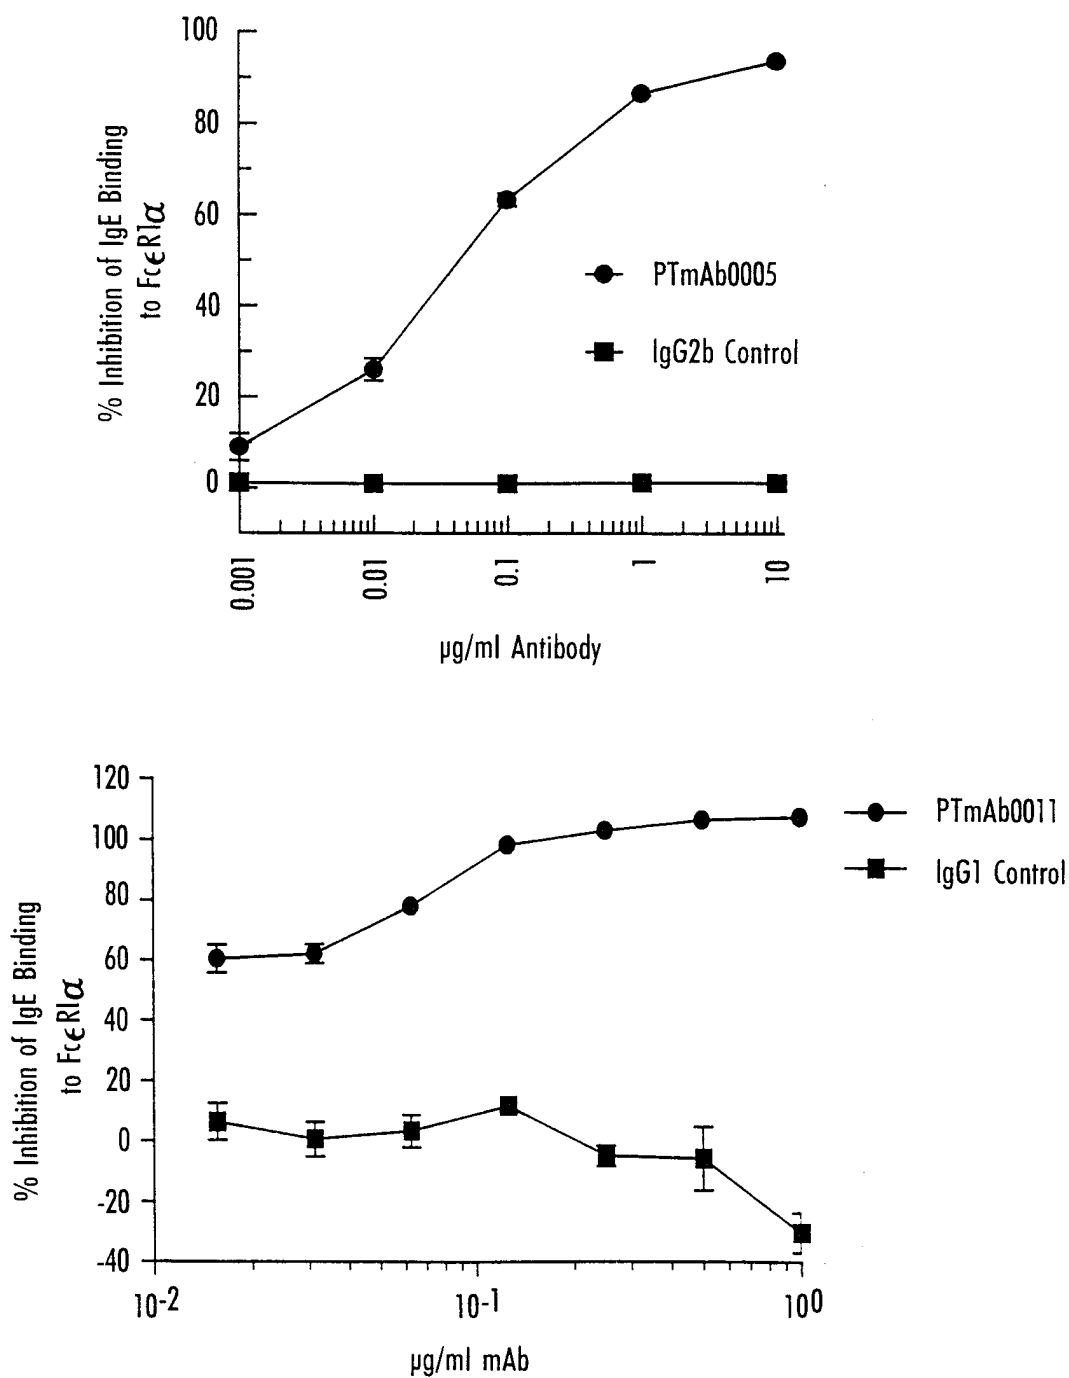 100
80
60
40
20
0
% Inhibition of IgE Binding
to FcϵR1α
PTmAb0005
IgG2b Control
0.001
0.01
0.1
1
10
µg/ml Antibody
120
100
80
60
40
20
0
-20
-40
% Inhibition of IgE Binding
to FcϵR1α
PTmAb0011
IgG1 Control
10-2
10-1
100
µg/ml mAb